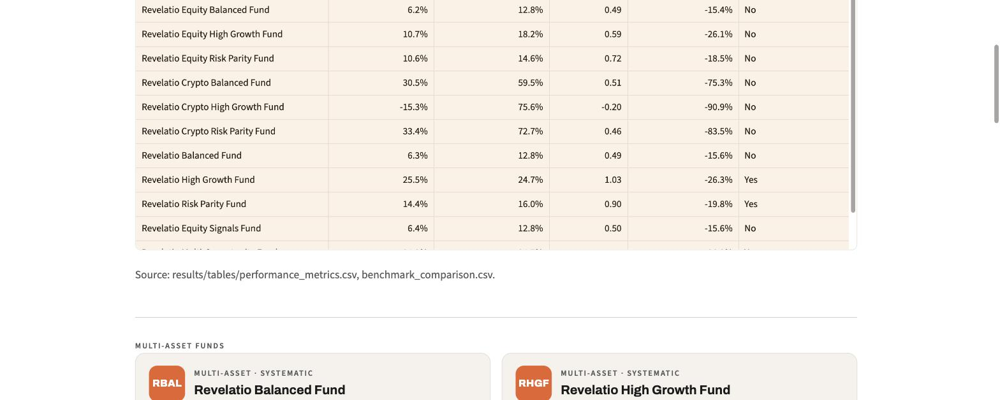 Revelatio Equity Balanced Fund 6.2% 12.8% 0.49 -15.4% No
Revelatio Equity High Growth Fund 10.7% 18.2% 0.59 -26.1% No
Revelatio Equity Risk Parity Fund 10.6% 14.6% 0.72 -18.5% No
Revelatio Crypto Balanced Fund 30.5% 59.5% 0.51 -75.3% No
Revelatio Crypto High Growth Fund -15.3% 75.6% -0.20 -90.9% No
Revelatio Crypto Risk Parity Fund 33.4% 72.7% 0.46 -83.5% No
Revelatio Balanced Fund 6.3% 12.8% 0.49 -15.6% No
Revelatio High Growth Fund 25.5% 24.7% 1.03 -26.3% Yes
Revelatio Risk Parity Fund 14.4% 16.0% 0.90 -19.8% Yes
Revelatio Equity Signals Fund 6.4% 12.8% 0.50 -15.6% No
Source: results/tables/performance_metrics.csv, benchmark_comparison.csv.
MULTI-ASSET FUNDS
RBAL MULTI-ASSET · SYSTEMATIC
Revelatio Balanced Fund
RHGF MULTI-ASSET · SYSTEMATIC
Revelatio High Growth Fund